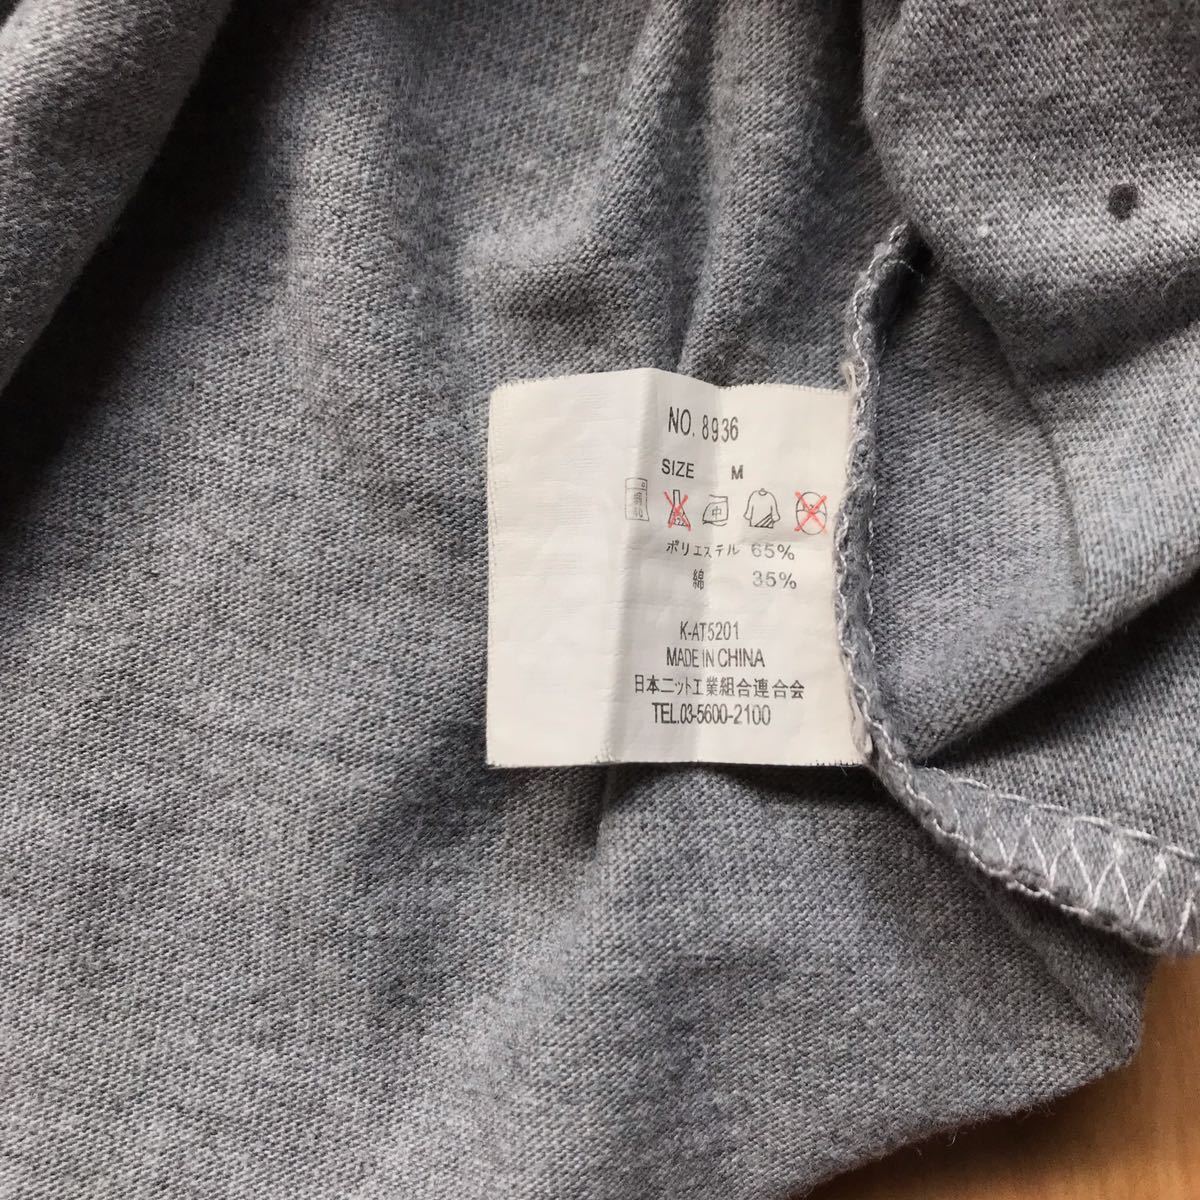 NO. 8936
SIZE M
中
ポリエステル 65%
綿 35%
K-AT5201
MADE IN CHINA
日本ニット工業組合連合会
TEL.03-5600-2100